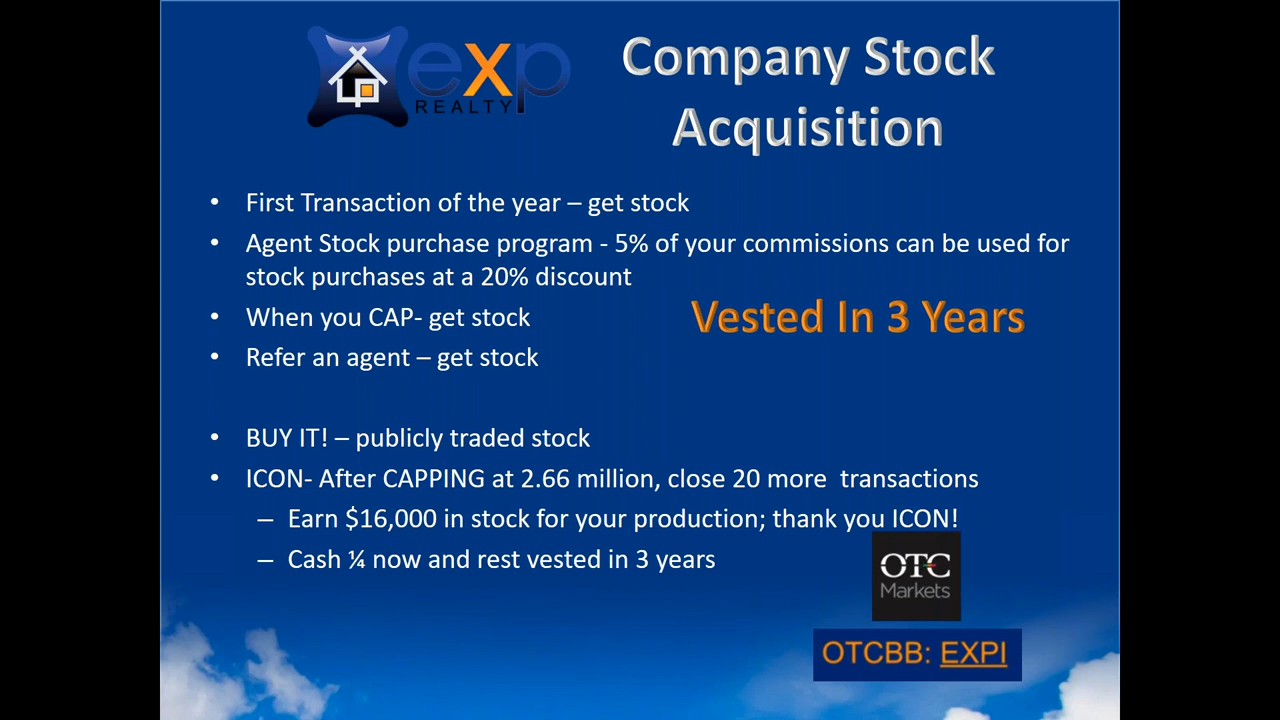 exp
REALTY
Company Stock
Acquisition
• First Transaction of the year – get stock
• Agent Stock purchase program - 5% of your commissions can be used for
stock purchases at a 20% discount
• When you CAP- get stock
Vested In 3 Years
• Refer an agent – get stock
• BUY IT! – publicly traded stock
• ICON- After CAPPING at 2.66 million, close 20 more  transactions
– Earn $16,000 in stock for your production; thank you ICON!
– Cash ¼ now and rest vested in 3 years
OTC
Markets
OTCBB: EXPI